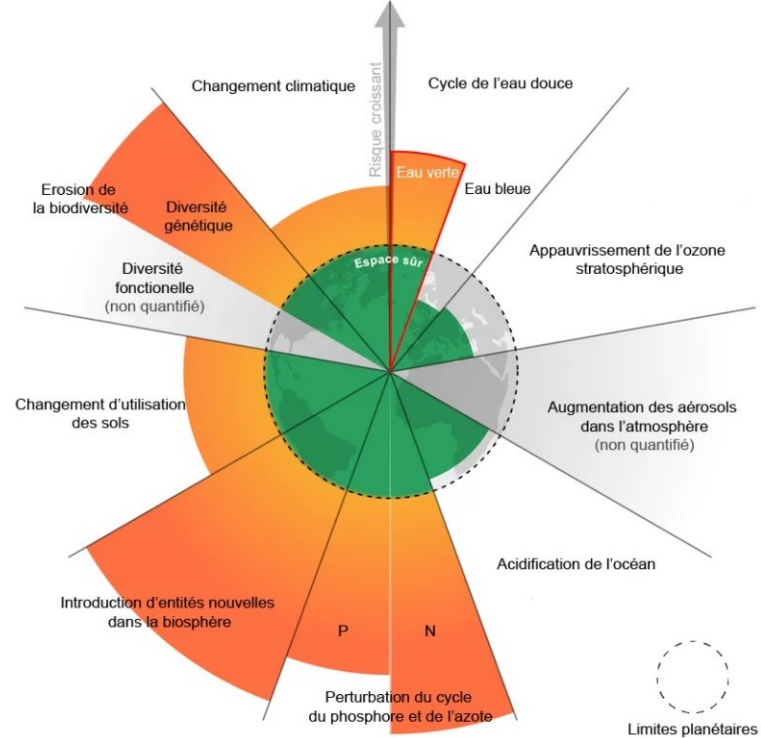 Changement climatique
Cycle de l'eau douce
Risque croissant
Eau verte
Eau bleue
Erosion de
la biodiversité
Diversité
génétique
Espace sûr
Appauvrissement de l'ozone
stratosphérique
Diversité
fonctionelle
(non quantifié)
Changement d'utilisation
des sols
Augmentation des aérosols
dans l'atmosphère
(non quantifié)
Acidification de l'océan
Introduction d'entités nouvelles
dans la biosphère
P
N
Perturbation du cycle
du phosphore et de l'azote
Limites planétaires